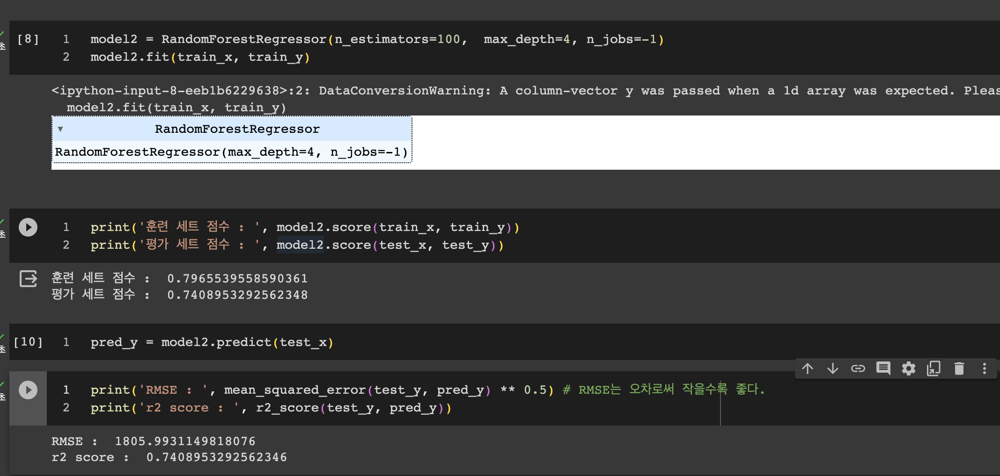 [8] 1 model2 = RandomForestRegressor(n_estimators=100,  max_depth=4, n_jobs=-1)
2 model2.fit(train_x, train_y)
초
<ipython-input-8-eeb1b6229638>:2: DataConversionWarning: A column-vector y was passed when a 1d array was expected.
model2.fit(train_x, train_y)
▼ RandomForestRegressor
RandomForestRegressor(max_depth=4, n_jobs=-1)
1 print('훈련 세트 점수 : ', model2.score(train_x, train_y))
초
2 print('평가 세트 점수 : ', model2.score(test_x, test_y))
훈련 세트 점수 :  0.7965539558590361
평가 세트 점수 :  0.7408953292562348
[10] 1 pred_y = model2.predict(test_x)
초
1 print('RMSE : ', mean_squared_error(test_y, pred_y) ** 0.5) # RMSE는 오차로써 작을수록 좋다.
초
2 print('r2 score : ', r2_score(test_y, pred_y))
RMSE :  1805.9931149818076
r2 score :  0.7408953292562346